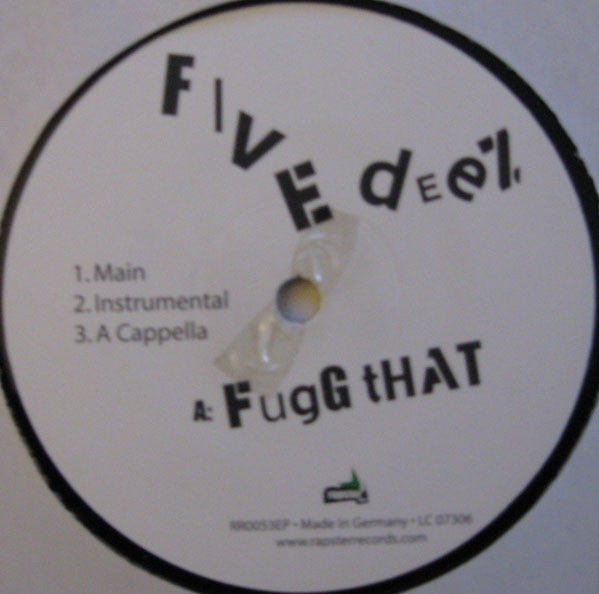 FIVE dEEz
1. Main
2. Instrumental
3. A Cappella
A: FuGG tHAT
RR0053EP • Made in Germany • LC 07306
www.rapsterrecords.com